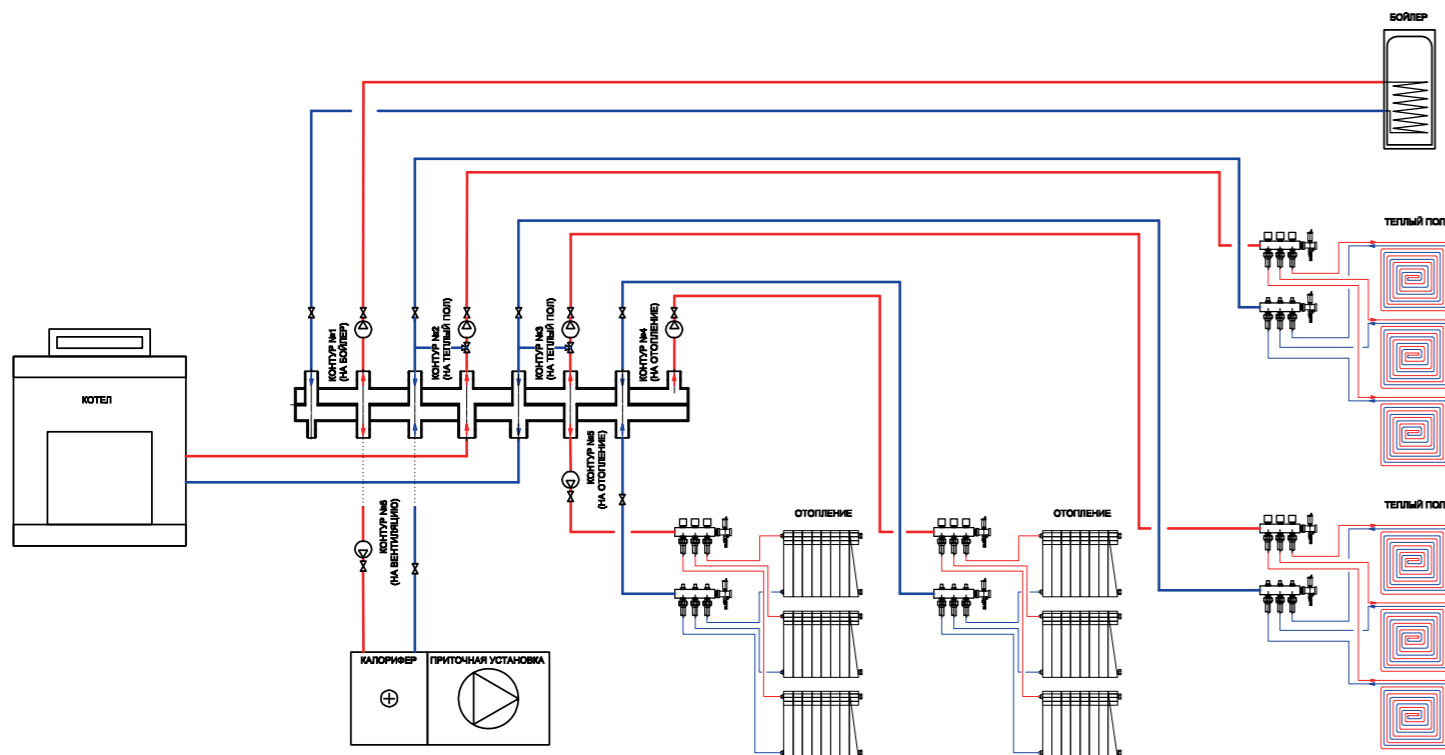 БОЙЛЕР
ТЕПЛЫЙ ПОЛ
КОНТУР №1
(НА БОЙЛЕР)
КОНТУР №2
(НА ТЕПЛЫЙ ПОЛ)
КОНТУР №3
(НА ТЕПЛЫЙ ПОЛ)
КОНТУР №4
(НА ОТОПЛЕНИЕ)
КОТЕЛ
КОНТУР №5
(НА ОТОПЛЕНИЕ)
КОНТУР №6
(НА ВЕНТИЛЯЦИЮ)
ОТОПЛЕНИЕ
ОТОПЛЕНИЕ
ТЕПЛЫЙ ПОЛ
КАЛОРИФЕР
ПРИТОЧНАЯ УСТАНОВКА